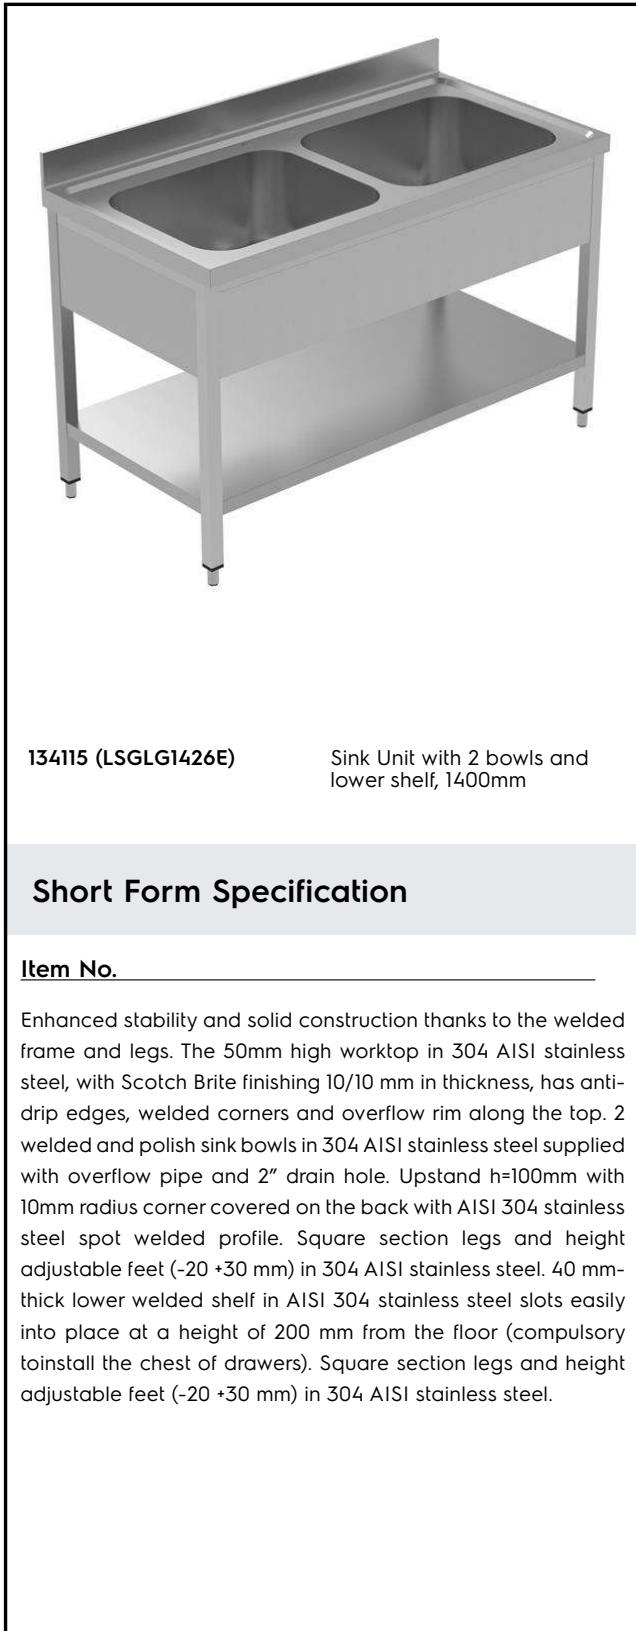 134115 (LSGLG1426E)
Sink Unit with 2 bowls and
lower shelf, 1400mm
Short Form Specification
Item No.
Enhanced stability and solid construction thanks to the welded
frame and legs. The 50mm high worktop in 304 AISI stainless
steel, with Scotch Brite finishing 10/10 mm in thickness, has anti-
drip edges, welded corners and overflow rim along the top. 2
welded and polish sink bowls in 304 AISI stainless steel supplied
with overflow pipe and 2” drain hole. Upstand h=100mm with
10mm radius corner covered on the back with AISI 304 stainless
steel spot welded profile. Square section legs and height
adjustable feet (-20 +30 mm) in 304 AISI stainless steel. 40 mm-
thick lower welded shelf in AISI 304 stainless steel slots easily
into place at a height of 200 mm from the floor (compulsory
toinstall the chest of drawers). Square section legs and height
adjustable feet (-20 +30 mm) in 304 AISI stainless steel.